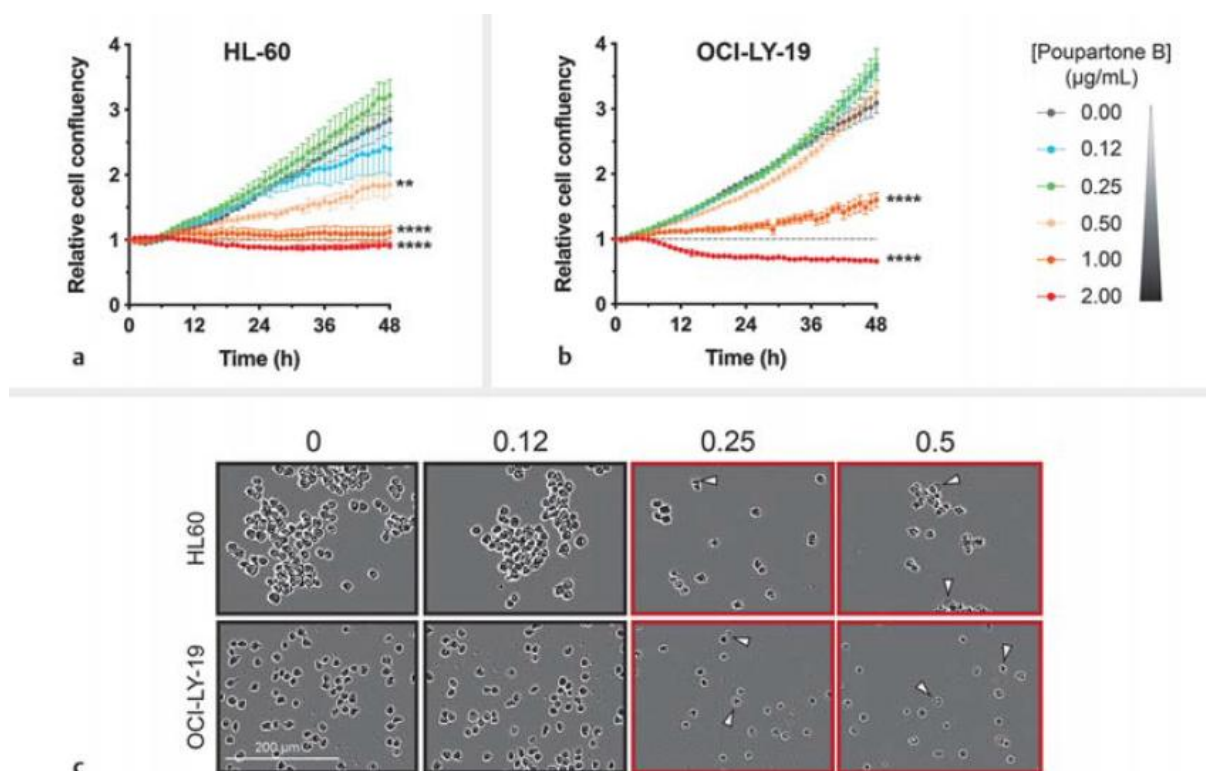 HL-60
4
3
2
1
0
Relative cell confluency
**
****
****
0 12 24 36 48
Time (h)
a
OCI-LY-19
4
3
2
1
0
Relative cell confluency
****
****
0 12 24 36 48
Time (h)
b
[Poupartone B]
(µg/mL)
0.00
0.12
0.25
0.50
1.00
2.00
0 0.12 0.25 0.5
HL60
OCI-LY-19
200 µm